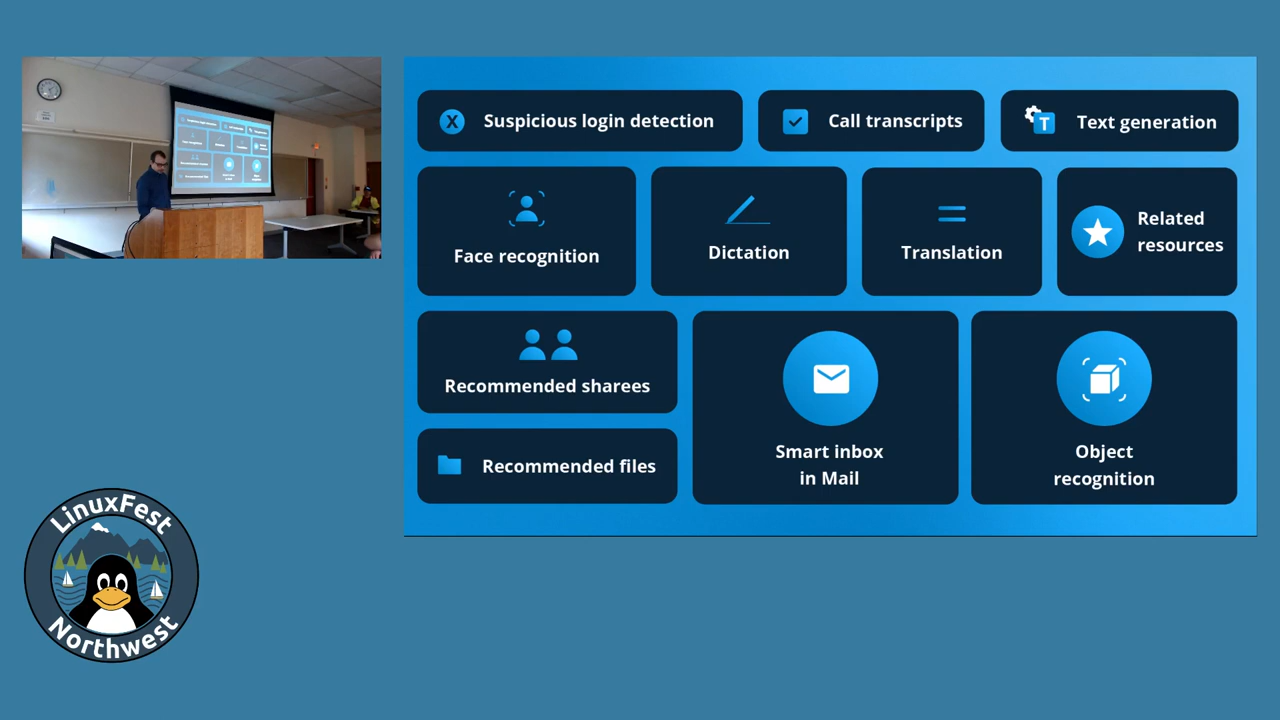 Suspicious login detection
Call transcripts
Text generation
Face recognition
Dictation
Translation
Related
resources
Recommended sharees
Recommended files
Smart inbox
in Mail
Object
recognition
LinuxFest
Northwest